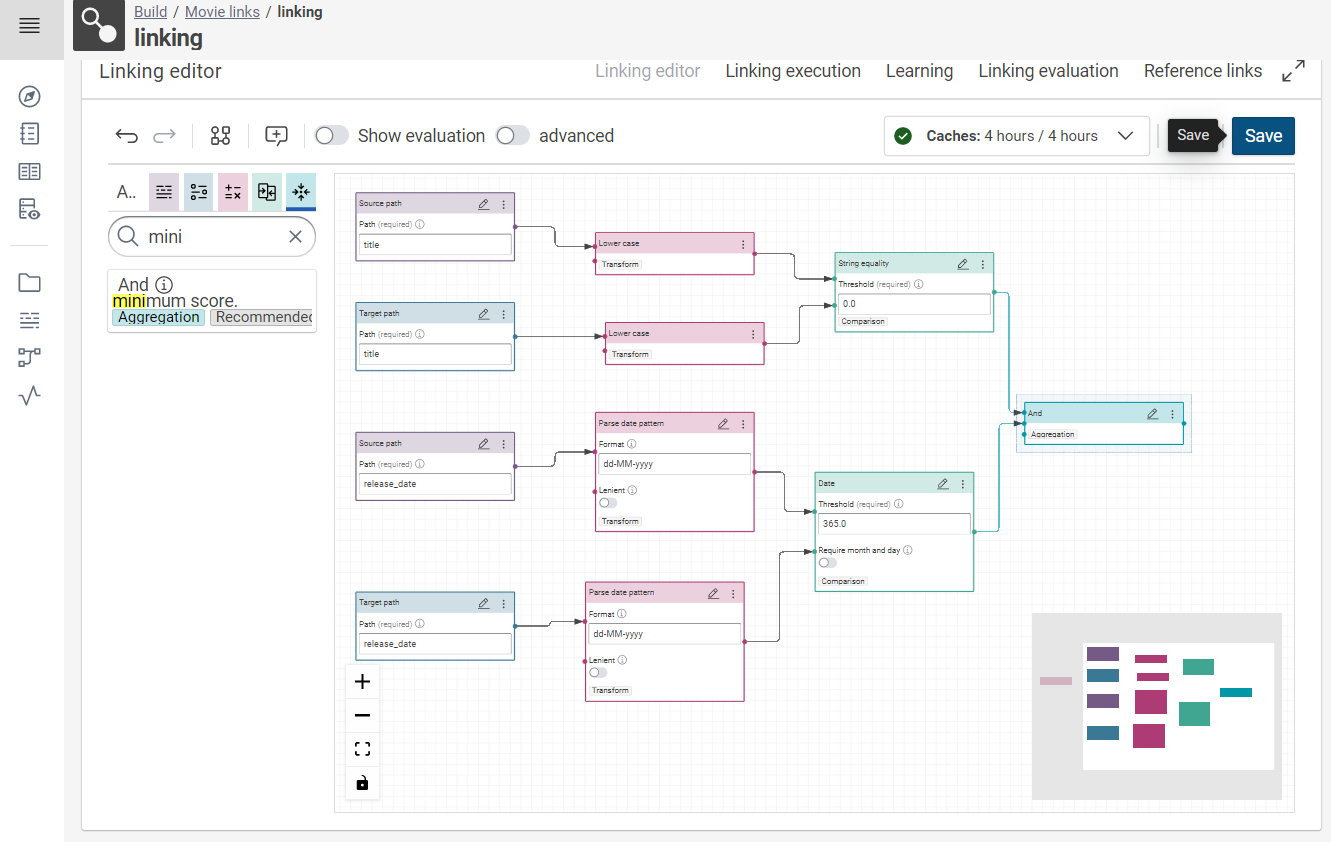 Build / Movie links / linking
linking
Linking editor
Linking editor Linking execution Learning Linking evaluation Reference links
Show evaluation advanced
Caches: 4 hours / 4 hours
Save
Save
A..
mini
And
minimum score.
Aggregation Recommended
Source path
Path (required)
title
Lower case
Transform
String equality
Threshold (required)
0.0
Comparison
Target path
Path (required)
title
Lower case
Transform
And
Aggregation
Source path
Path (required)
release_date
Parse date pattern
Format
dd-MM-yyyy
Lenient
Transform
Date
Threshold (required)
365.0
Require month and day
Comparison
Target path
Path (required)
release_date
Parse date pattern
Format
dd-MM-yyyy
Lenient
Transform